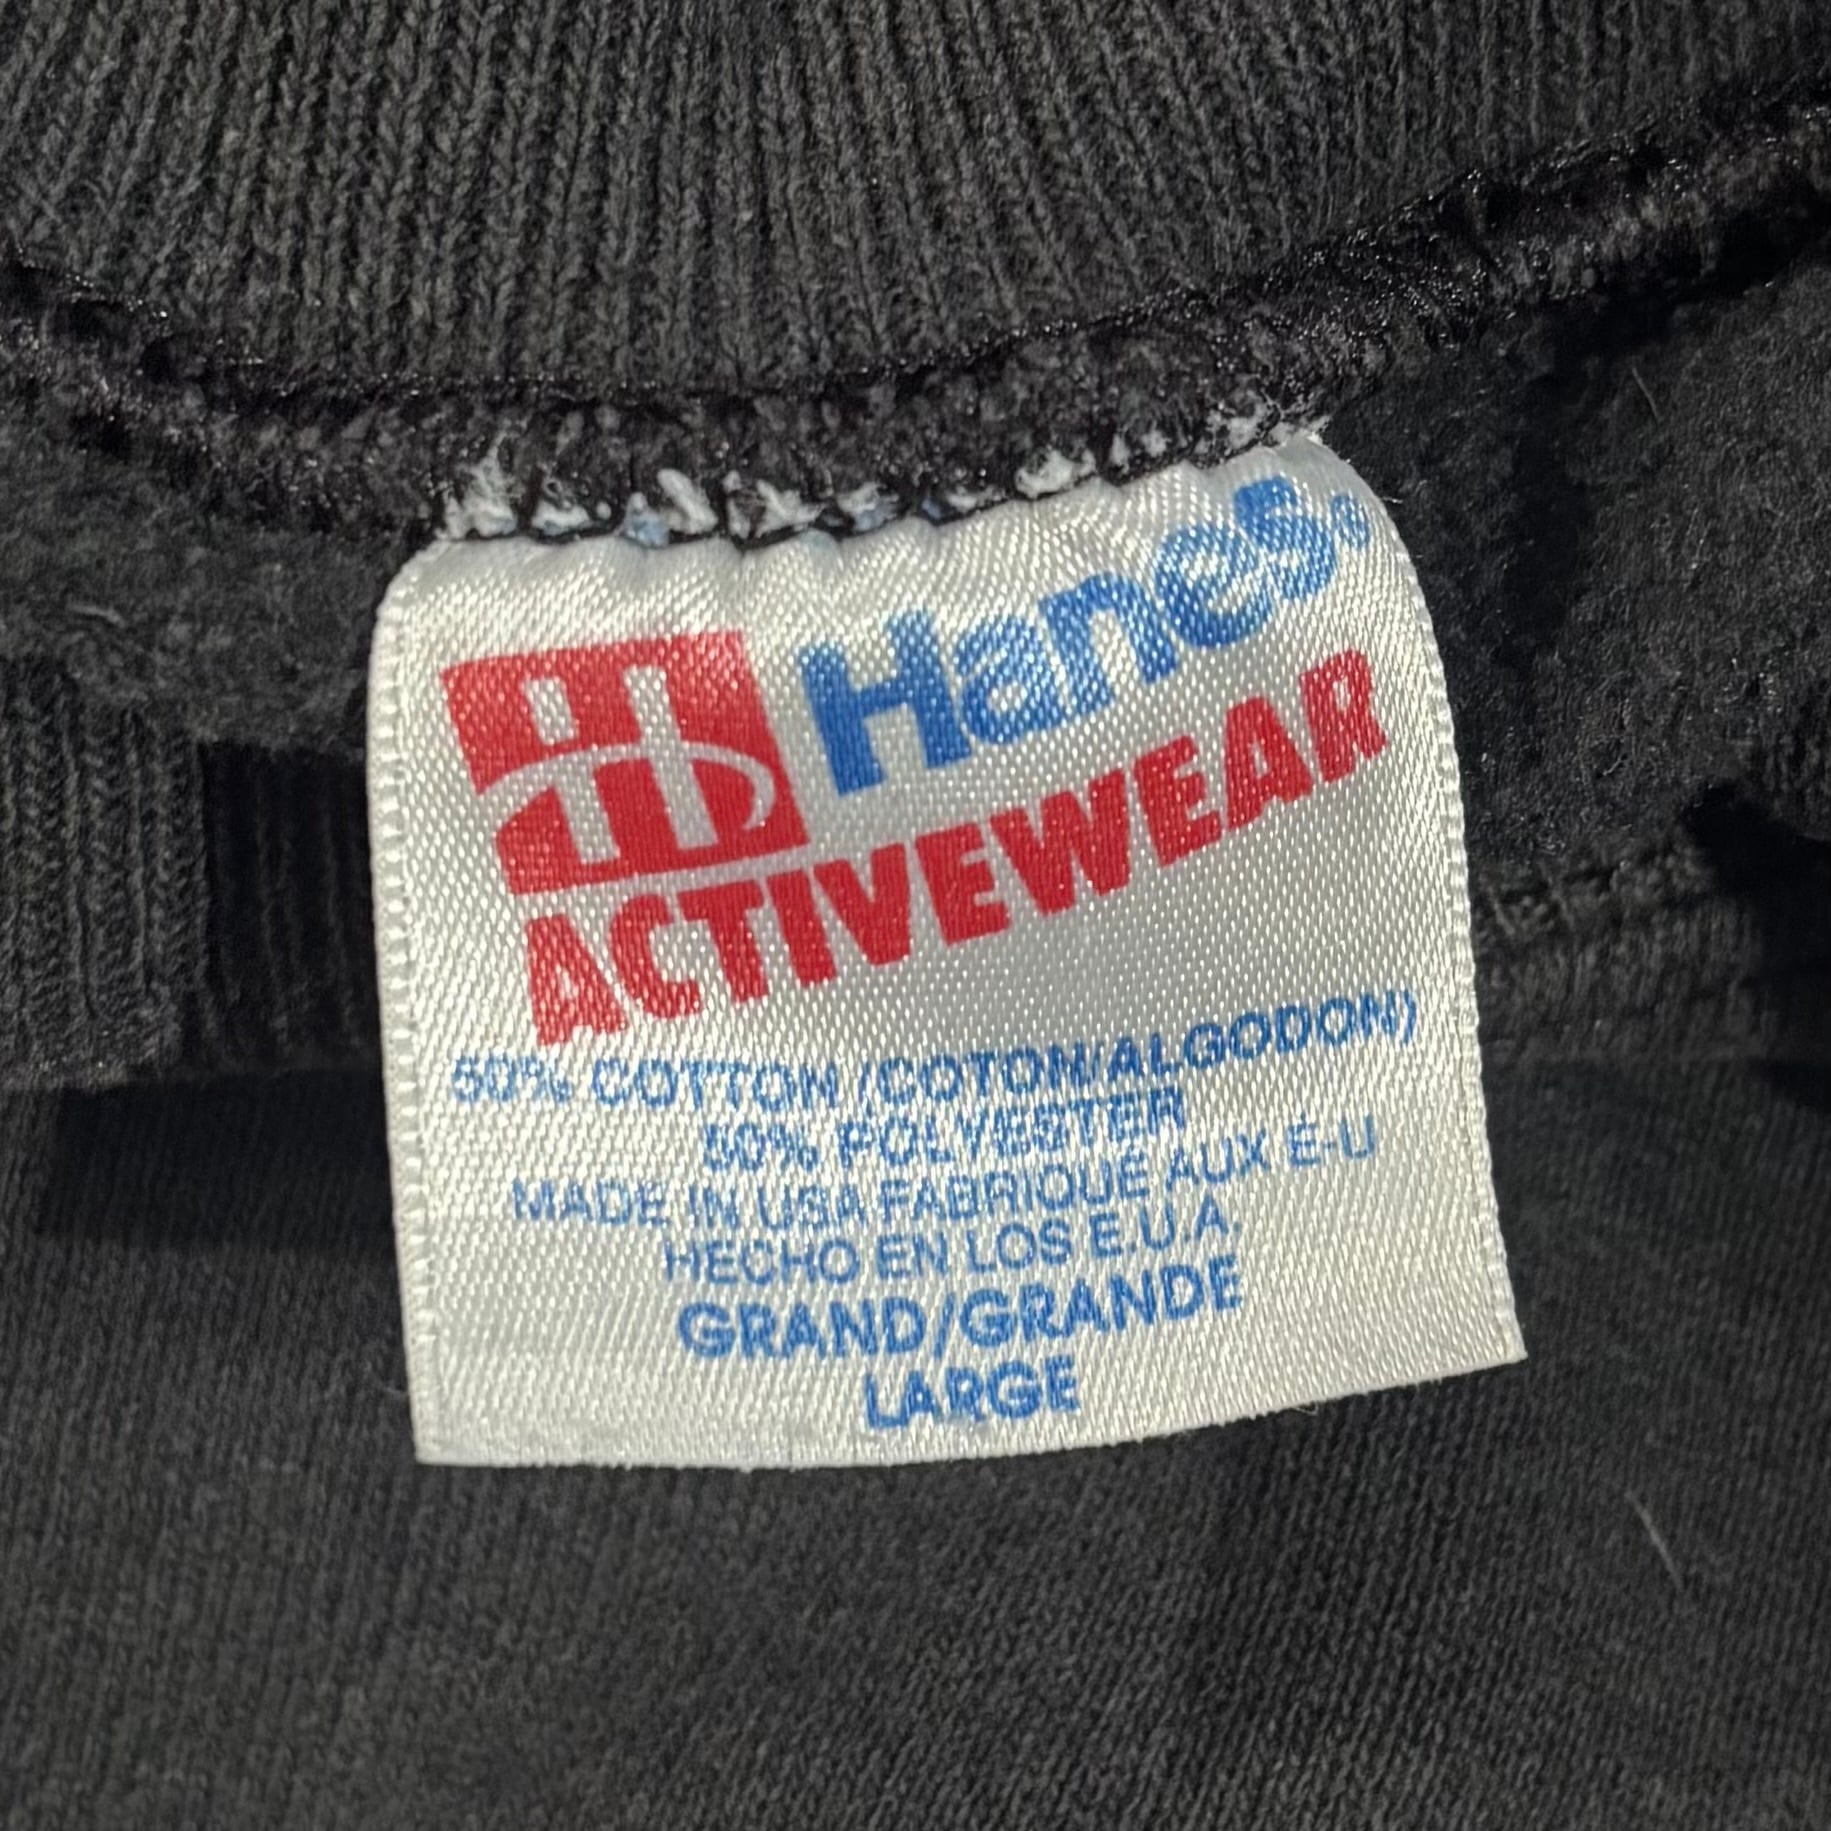 Hanes®
ACTIVEWEAR
50% COTTON/(COTON/ALGODON)
50% POLYESTER
MADE IN USA FABRIQUÉ AUX É-U
HECHO EN LOS E.U.A.
GRAND/GRANDE
LARGE